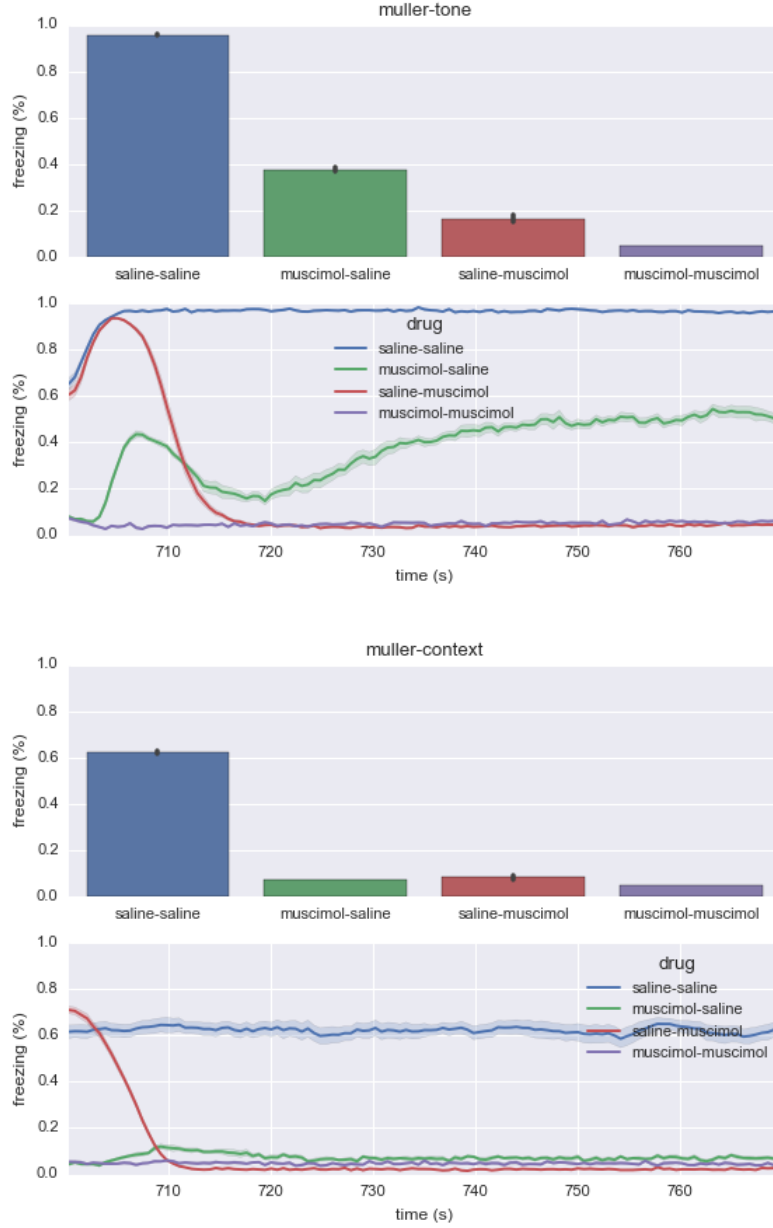 muller-tone
1.0
0.8
0.6
0.4
0.2
0.0
freezing (%)
saline-saline muscimol-saline saline-muscimol muscimol-muscimol
1.0
0.8
0.6
0.4
0.2
0.0
freezing (%)
drug
saline-saline
muscimol-saline
saline-muscimol
muscimol-muscimol
710 720 730 740 750 760
time (s)
muller-context
1.0
0.8
0.6
0.4
0.2
0.0
freezing (%)
saline-saline muscimol-saline saline-muscimol muscimol-muscimol
1.0
0.8
0.6
0.4
0.2
0.0
freezing (%)
drug
saline-saline
muscimol-saline
saline-muscimol
muscimol-muscimol
710 720 730 740 750 760
time (s)